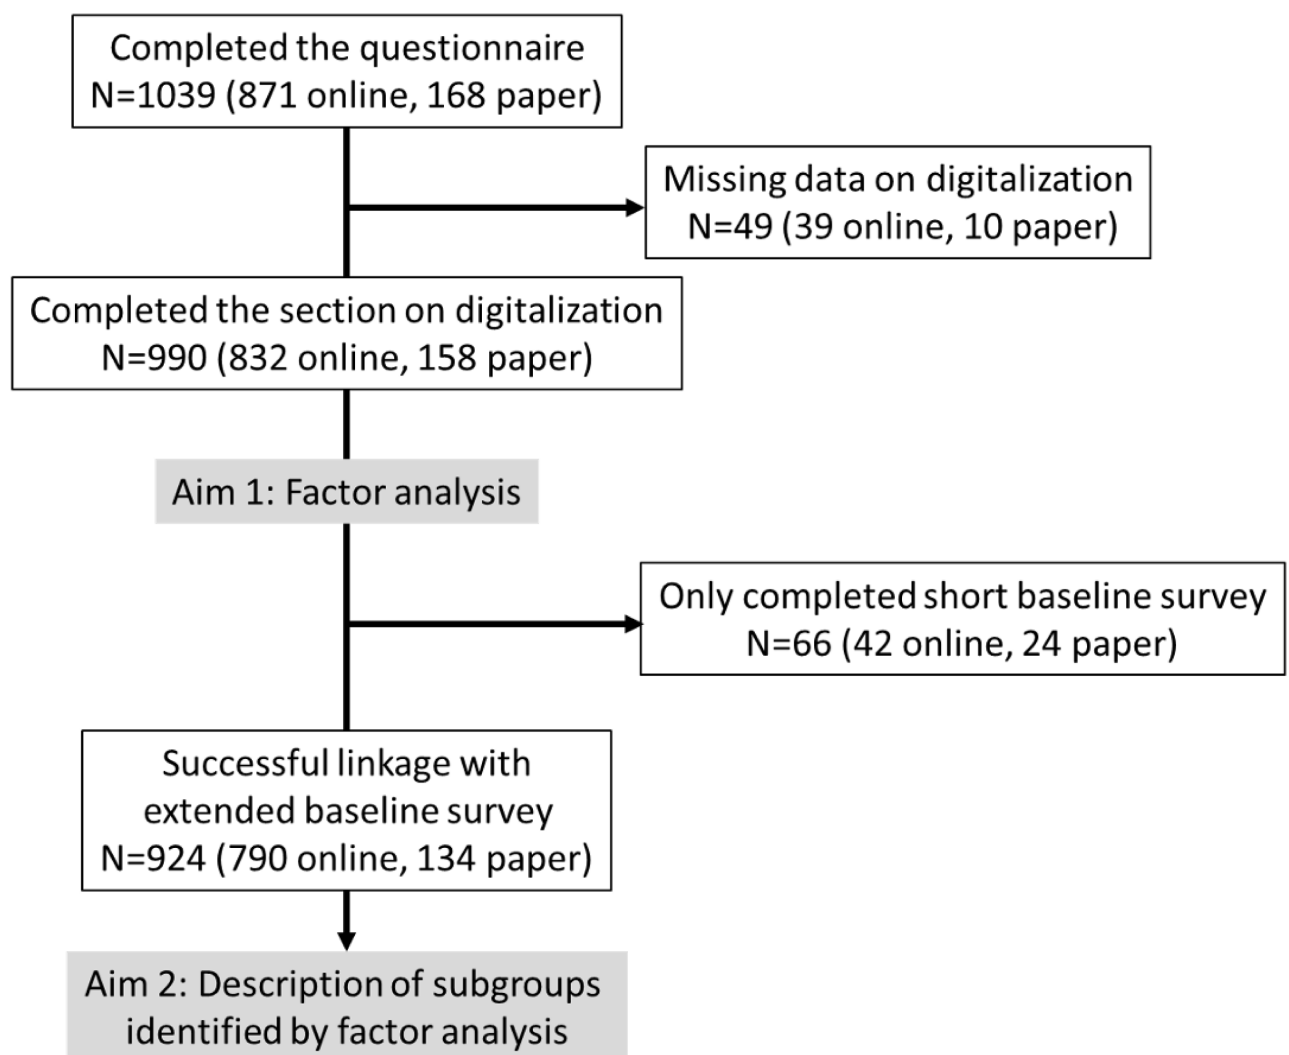 Completed the questionnaire
N=1039 (871 online, 168 paper)
Missing data on digitalization
N=49 (39 online, 10 paper)
Completed the section on digitalization
N=990 (832 online, 158 paper)
Aim 1: Factor analysis
Only completed short baseline survey
N=66 (42 online, 24 paper)
Successful linkage with
extended baseline survey
N=924 (790 online, 134 paper)
Aim 2: Description of subgroups
identified by factor analysis